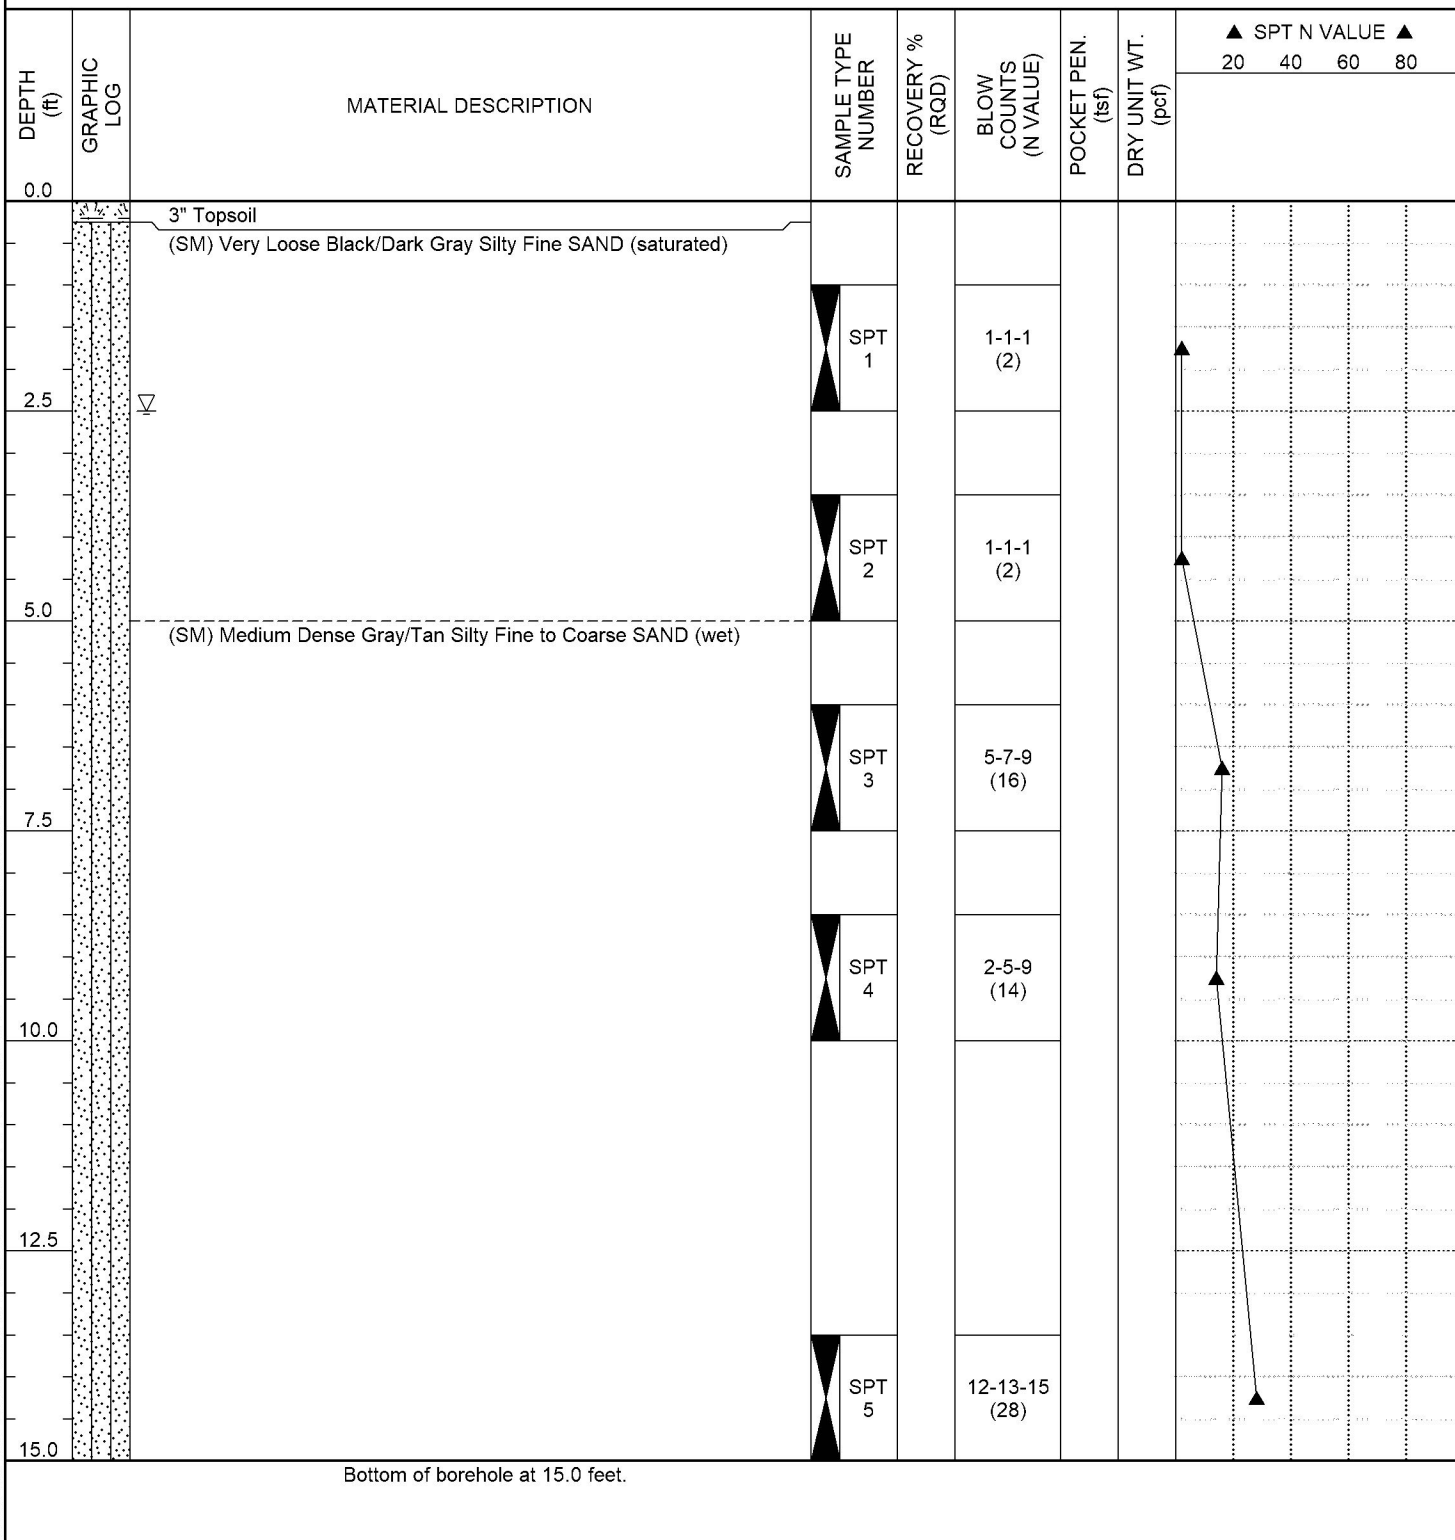 DEPTH
(ft)
GRAPHIC
LOG
MATERIAL DESCRIPTION
SAMPLE TYPE
NUMBER
RECOVERY %
(RQD)
BLOW
COUNTS
(N VALUE)
POCKET PEN.
(tsf)
DRY UNIT WT.
(pcf)
▲ SPT N VALUE ▲
20 40 60 80
0.0
3" Topsoil
(SM) Very Loose Black/Dark Gray Silty Fine SAND (saturated)
SPT
1
1-1-1
(2)
2.5
SPT
2
1-1-1
(2)
5.0
(SM) Medium Dense Gray/Tan Silty Fine to Coarse SAND (wet)
SPT
3
5-7-9
(16)
7.5
SPT
4
2-5-9
(14)
10.0
12.5
SPT
5
12-13-15
(28)
15.0
Bottom of borehole at 15.0 feet.